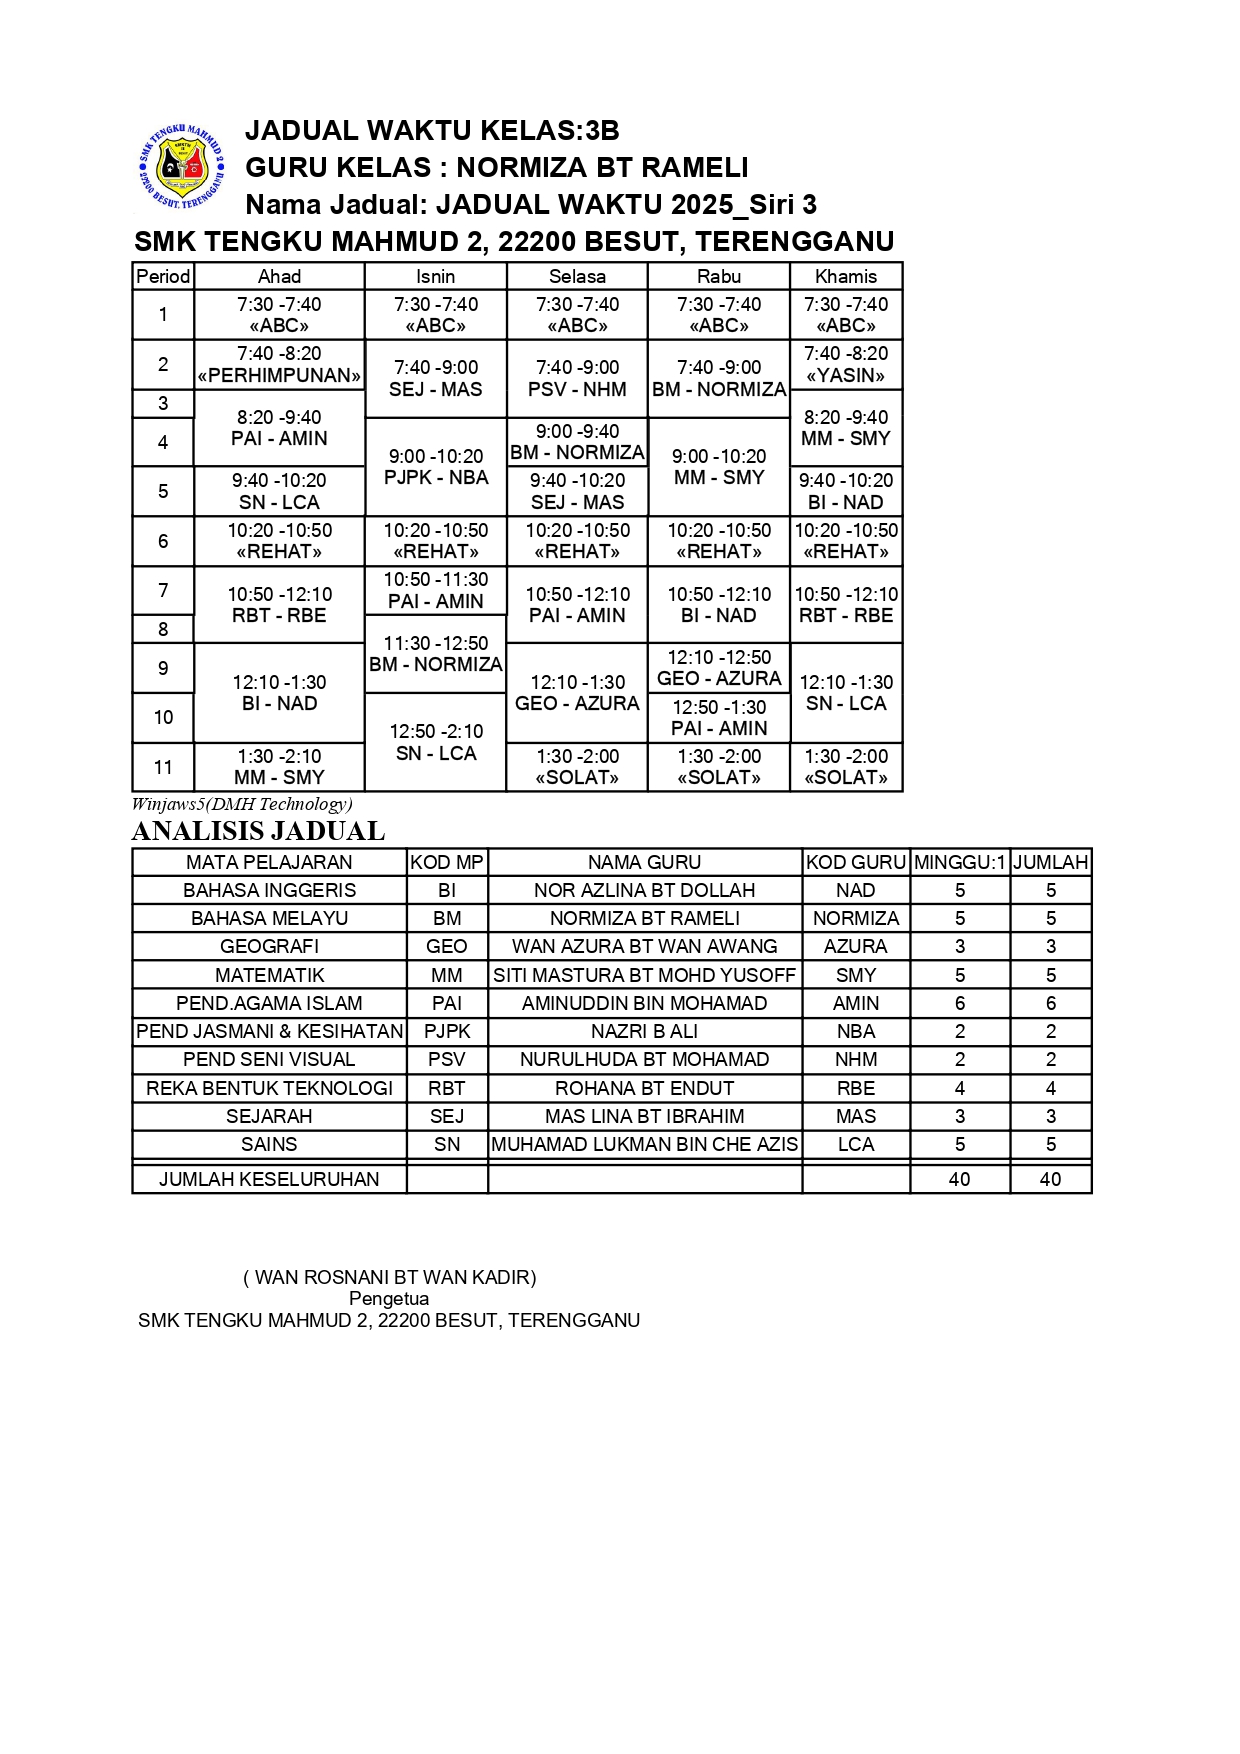 SMK TENGKU MAHMUD 2
22200 BESUT, TERENGGANU
JADUAL WAKTU KELAS:3B
GURU KELAS : NORMIZA BT RAMELI
Nama Jadual: JADUAL WAKTU 2025_Siri 3
SMK TENGKU MAHMUD 2, 22200 BESUT, TERENGGANU
Period Ahad Isnin Selasa Rabu Khamis
1
7:30 -7:40 7:30 -7:40 7:30 -7:40 7:30 -7:40 7:30 -7:40
«ABC» «ABC» «ABC» «ABC» «ABC»
2
7:40 -8:20
«PERHIMPUNAN»
7:40 -9:00
SEJ - MAS
7:40 -9:00
PSV - NHM
7:40 -9:00
BM - NORMIZA
7:40 -8:20
«YASIN»
3
8:20 -9:40
PAI - AMIN
8:20 -9:40
MM - SMY
4
9:00 -10:20
PJPK - NBA
9:00 -9:40
BM - NORMIZA
9:00 -10:20
MM - SMY
5
9:40 -10:20
SN - LCA
9:40 -10:20
SEJ - MAS
9:40 -10:20
BI - NAD
6
10:20 -10:50 10:20 -10:50 10:20 -10:50 10:20 -10:50 10:20 -10:50
«REHAT» «REHAT» «REHAT» «REHAT» «REHAT»
7
10:50 -12:10
RBT - RBE
10:50 -11:30
PAI - AMIN
10:50 -12:10
PAI - AMIN
10:50 -12:10
BI - NAD
10:50 -12:10
RBT - RBE
8
11:30 -12:50
BM - NORMIZA
9
12:10 -1:30
BI - NAD
12:10 -1:30
GEO - AZURA
12:10 -12:50
GEO - AZURA
12:10 -1:30
SN - LCA
10
12:50 -2:10
SN - LCA
12:50 -1:30
PAI - AMIN
11
1:30 -2:10
MM - SMY
1:30 -2:00
«SOLAT»
1:30 -2:00
«SOLAT»
1:30 -2:00
«SOLAT»
Winjaws5(DMH Technology)
ANALISIS JADUAL
MATA PELAJARAN KOD MP NAMA GURU KOD GURU MINGGU:1 JUMLAH
BAHASA INGGERIS BI NOR AZLINA BT DOLLAH NAD 5 5
BAHASA MELAYU BM NORMIZA BT RAMELI NORMIZA 5 5
GEOGRAFI GEO WAN AZURA BT WAN AWANG AZURA 3 3
MATEMATIK MM SITI MASTURA BT MOHD YUSOFF SMY 5 5
PEND.AGAMA ISLAM PAI AMINUDDIN BIN MOHAMAD AMIN 6 6
PEND JASMANI & KESIHATAN PJPK NAZRI B ALI NBA 2 2
PEND SENI VISUAL PSV NURULHUDA BT MOHAMAD NHM 2 2
REKA BENTUK TEKNOLOGI RBT ROHANA BT ENDUT RBE 4 4
SEJARAH SEJ MAS LINA BT IBRAHIM MAS 3 3
SAINS SN MUHAMAD LUKMAN BIN CHE AZIS LCA 5 5
JUMLAH KESELURUHAN 40 40
( WAN ROSNANI BT WAN KADIR)
Pengetua
SMK TENGKU MAHMUD 2, 22200 BESUT, TERENGGANU